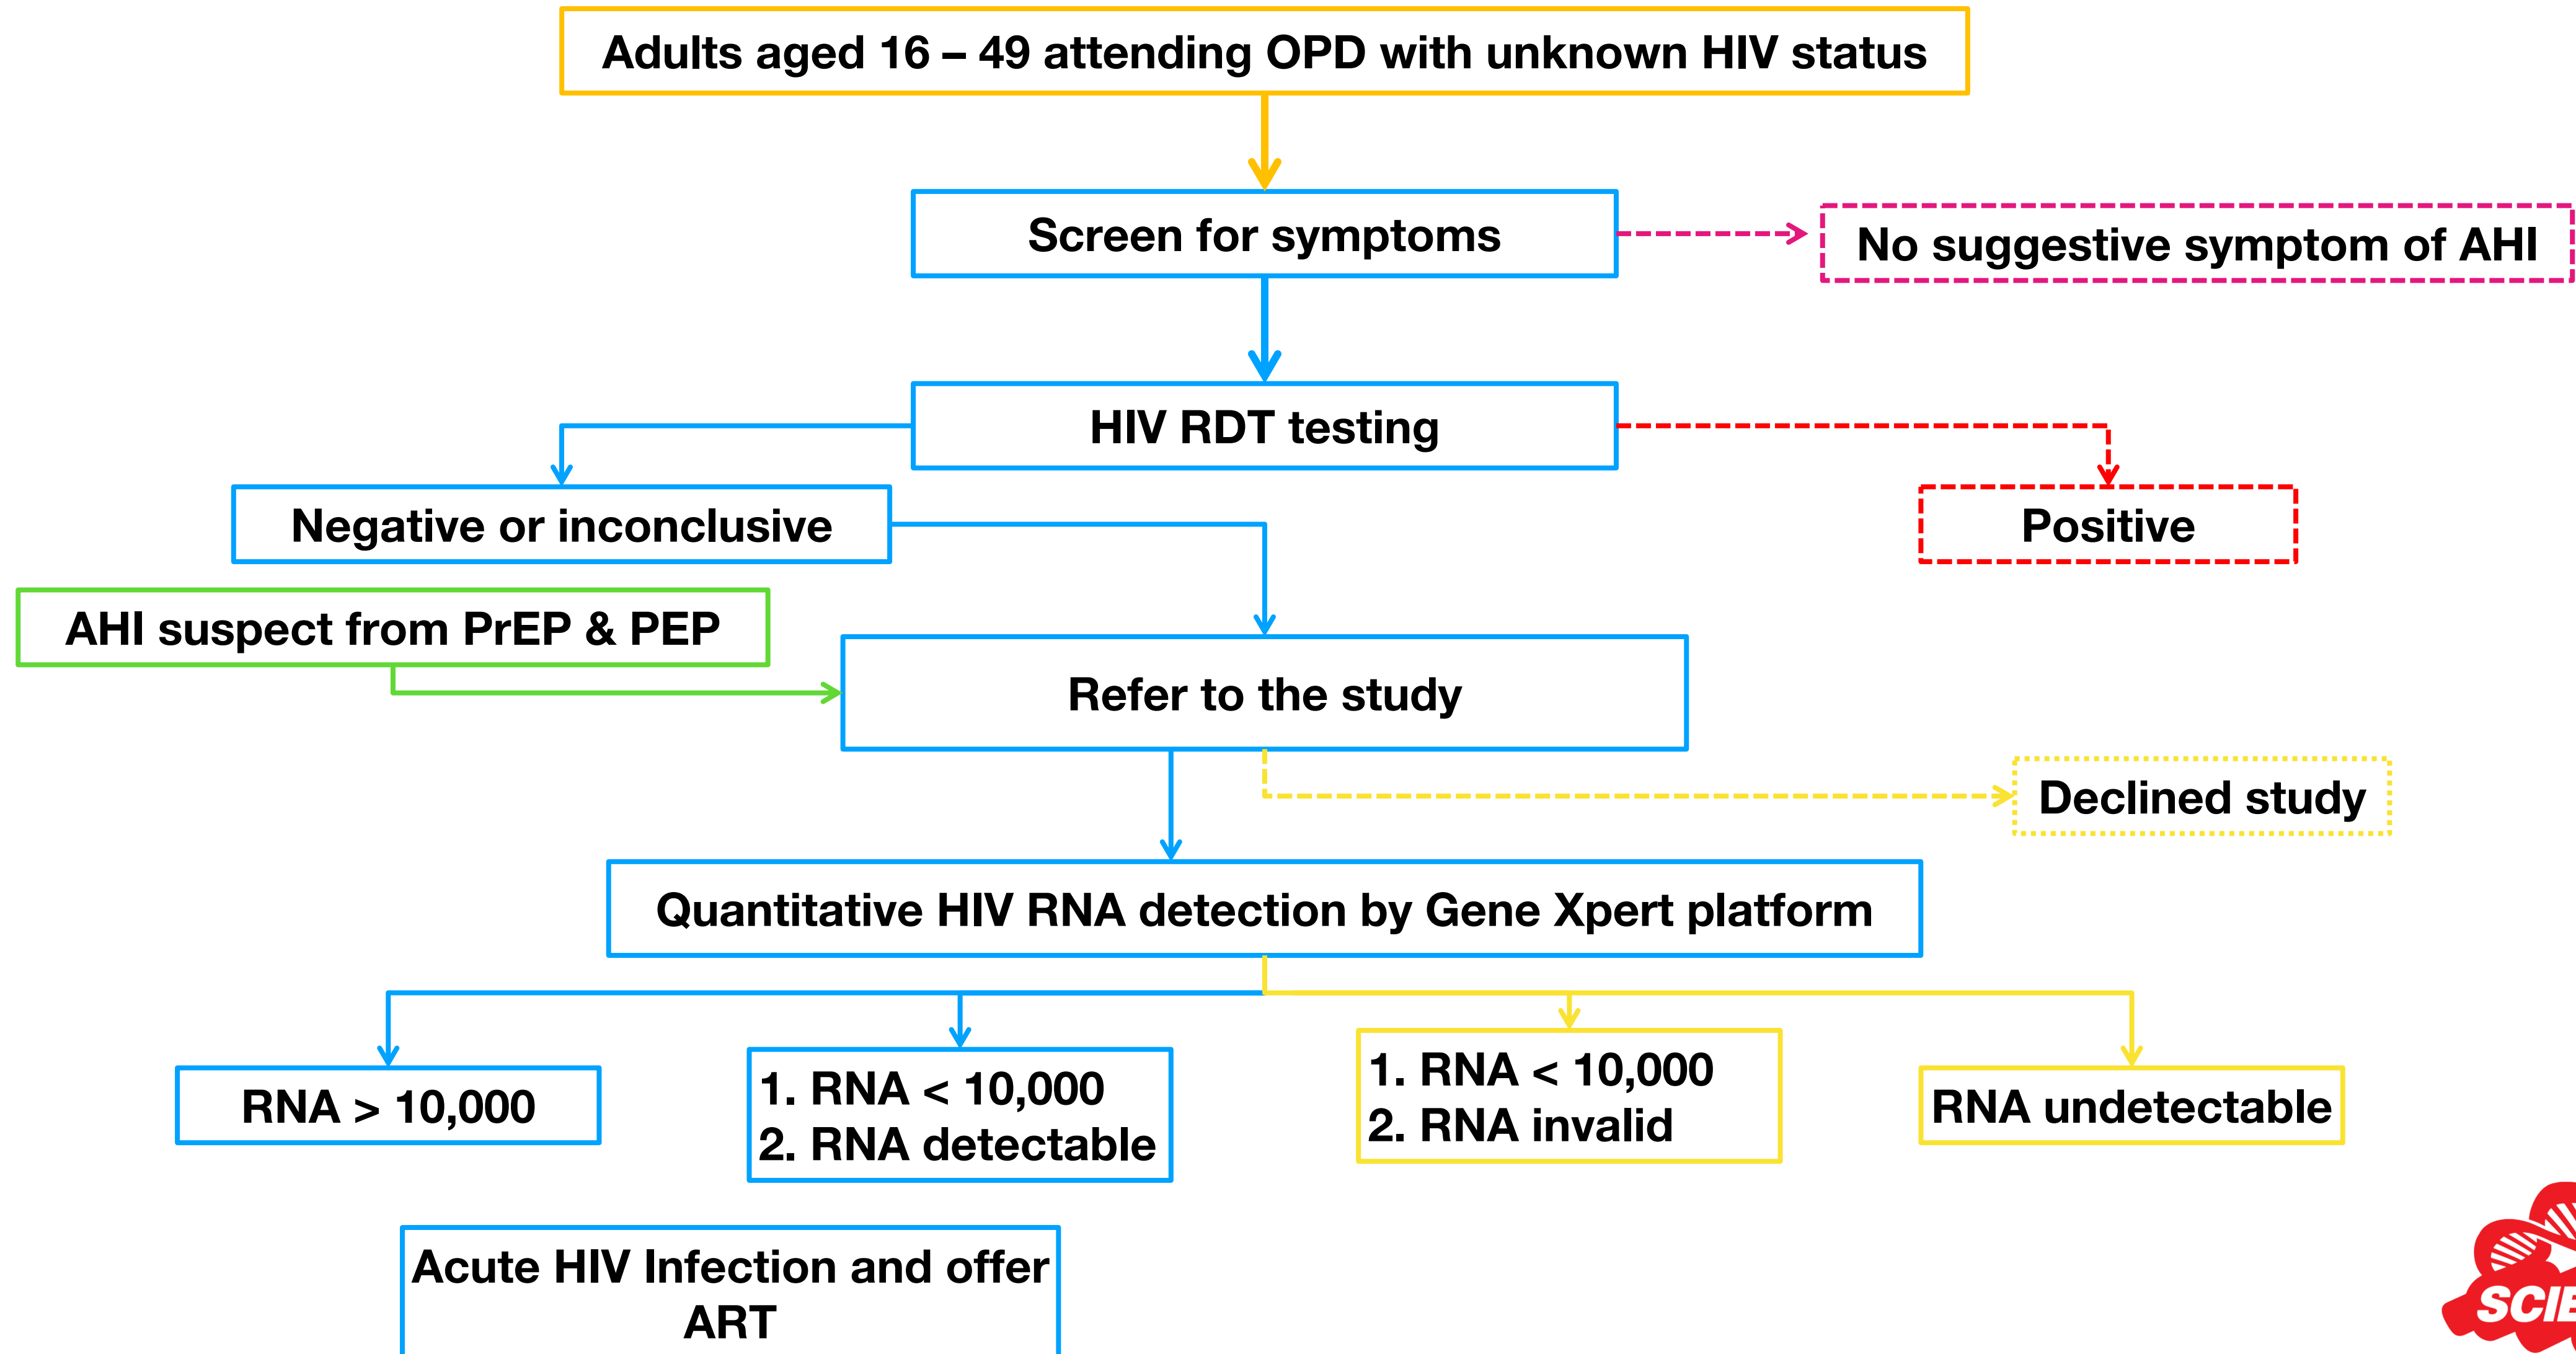 Adults aged 16 – 49 attending OPD with unknown HIV status
Screen for symptoms
No suggestive symptom of AHI
HIV RDT testing
Negative or inconclusive
Positive
AHI suspect from PrEP & PEP
Refer to the study
Declined study
Quantitative HIV RNA detection by Gene Xpert platform
RNA > 10,000
1. RNA < 10,000
2. RNA detectable
1. RNA < 10,000
2. RNA invalid
RNA undetectable
Acute HIV Infection and offer
ART